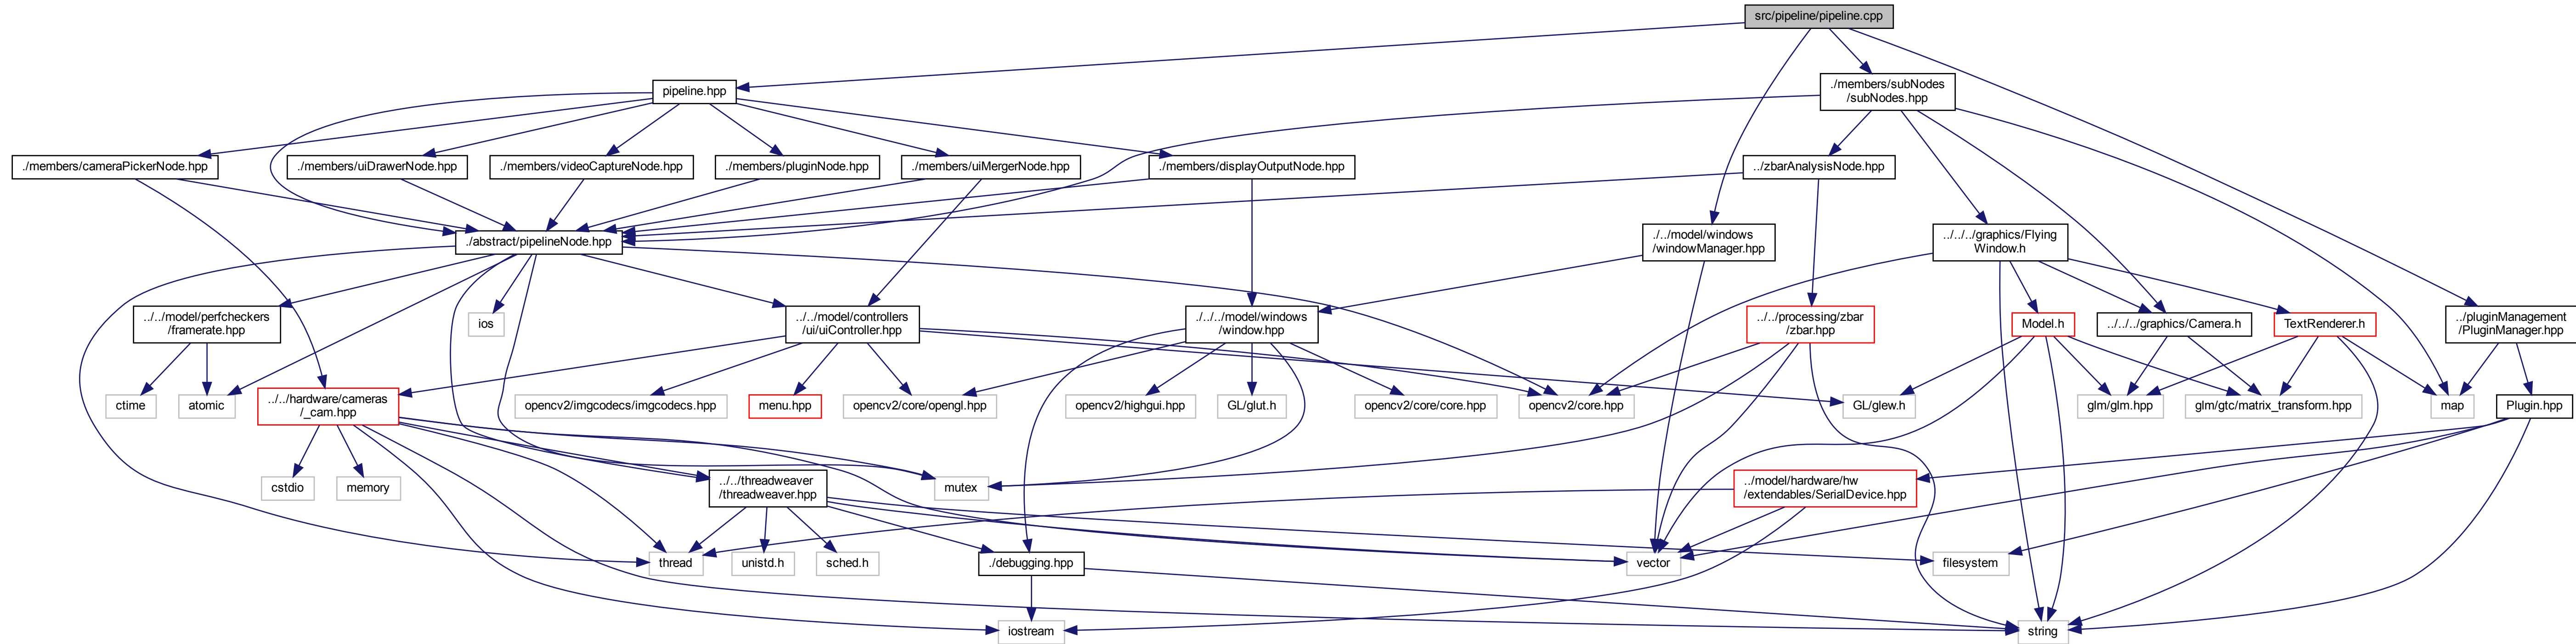 src/pipeline/pipeline.cpp
pipeline.hpp
./members/subNodes
/subNodes.hpp
./members/cameraPickerNode.hpp
./members/uiDrawerNode.hpp
./members/videoCaptureNode.hpp
./members/pluginNode.hpp
./members/uiMergerNode.hpp
./members/displayOutputNode.hpp
../zbarAnalysisNode.hpp
./abstract/pipelineNode.hpp
./../model/windows
/windowManager.hpp
../../../graphics/Flying
Window.h
../../model/perfcheckers
/framerate.hpp
ios
../../model/controllers
/ui/uiController.hpp
./../../model/windows
/window.hpp
../../processing/zbar
/zbar.hpp
Model.h
../../../graphics/Camera.h
TextRenderer.h
../pluginManagement
/PluginManager.hpp
ctime
atomic
../../hardware/cameras
/_cam.hpp
opencv2/imgcodecs/imgcodecs.hpp
menu.hpp
opencv2/core/opengl.hpp
opencv2/highgui.hpp
GL/glut.h
opencv2/core/core.hpp
opencv2/core.hpp
GL/glew.h
glm/glm.hpp
glm/gtc/matrix_transform.hpp
map
Plugin.hpp
cstdio
memory
../../threadweaver
/threadweaver.hpp
mutex
../model/hardware/hw
/extendables/SerialDevice.hpp
thread
unistd.h
sched.h
./debugging.hpp
vector
filesystem
iostream
string